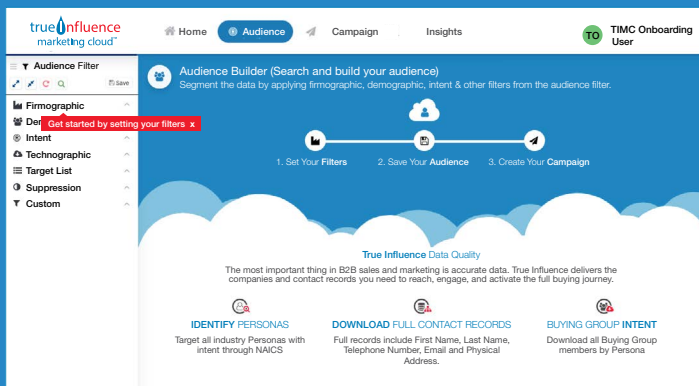 true influence
marketing cloud™
Home
Audience
Campaign
Insights
TO
TIMC Onboarding
User
Audience Filter
Save
Firmographic
Get started by setting your filters x
Intent
Technographic
Target List
Suppression
Custom
Audience Builder (Search and build your audience)
Segment the data by applying firmographic, demographic, intent & other filters from the audience filter.
1. Set Your Filters
2. Save Your Audience
3. Create Your Campaign
True Influence Data Quality
The most important thing in B2B sales and marketing is accurate data. True Influence delivers the
companies and contact records you need to reach, engage, and activate the full buying journey.
IDENTIFY PERSONAS
Target all industry Personas with
intent through NAICS
DOWNLOAD FULL CONTACT RECORDS
Full records include First Name, Last Name,
Telephone Number, Email and Physical
Address.
BUYING GROUP INTENT
Download all Buying Group
members by Persona